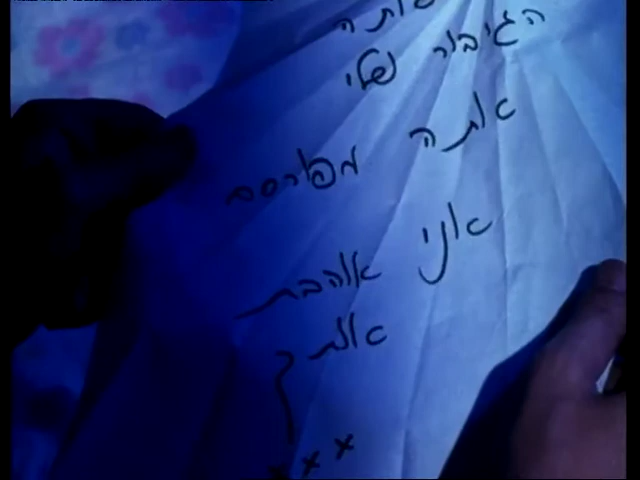 הגיבור שלי
אתה מפורסם
אני אוהבת
אותך
x x x